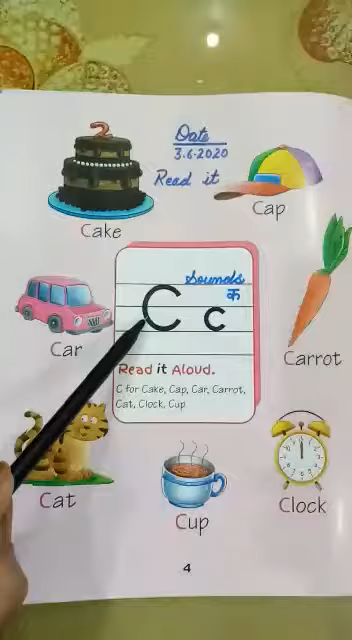 2
Date
3.6.2020
Read it
Cake
Cap
Sounds
क
C c
Car
Carrot
Read it Aloud.
C for Cake, Cap, Car, Carrot,
Cat, Clock, Cup
Cat
Cup
Clock
4